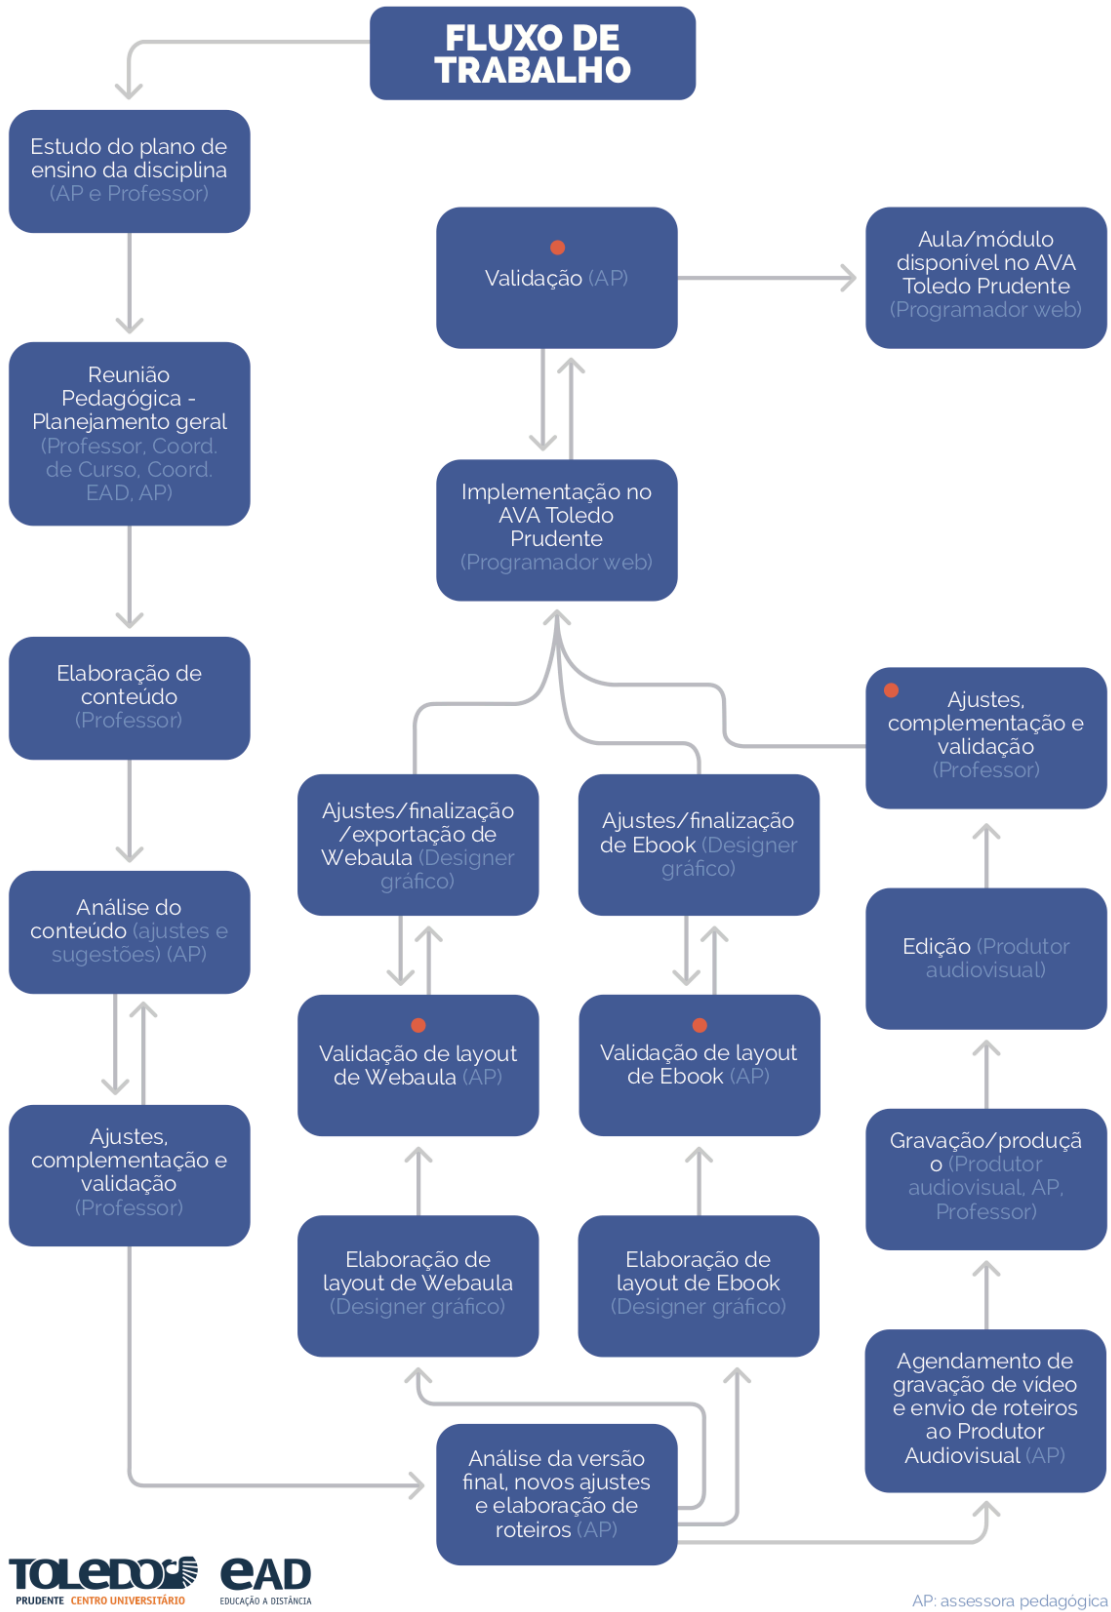 FLUXO DE
TRABALHO
Estudo do plano de
ensino da disciplina
(AP e Professor)
Reunião
Pedagógica -
Planejamento geral
(Professor, Coord.
de Curso, Coord.
EAD, AP)
Elaboração de
conteúdo
(Professor)
Análise do
conteúdo (ajustes e
sugestões) (AP)
Ajustes,
complementação e
validação
(Professor)
Análise da versão
final, novos ajustes
e elaboração de
roteiros (AP)
Elaboração de
layout de Webaula
(Designer gráfico)
Validação de layout
de Webaula (AP)
Ajustes/finalização
/exportação de
Webaula (Designer
gráfico)
Elaboração de
layout de Ebook
(Designer gráfico)
Validação de layout
de Ebook (AP)
Ajustes/finalização
de Ebook (Designer
gráfico)
Agendamento de
gravação de vídeo
e envio de roteiros
ao Produtor
Audiovisual (AP)
Gravação/produçã
o (Produtor
audiovisual, AP,
Professor)
Edição (Produtor
audiovisual)
Ajustes,
complementação e
validação
(Professor)
Implementação no
AVA Toledo
Prudente
(Programador web)
Validação (AP)
Aula/módulo
disponível no AVA
Toledo Prudente
(Programador web)
TOLEDO
PRUDENTE CENTRO UNIVERSITÁRIO
eAD
EDUCAÇÃO A DISTÂNCIA
AP: assessora pedagógica